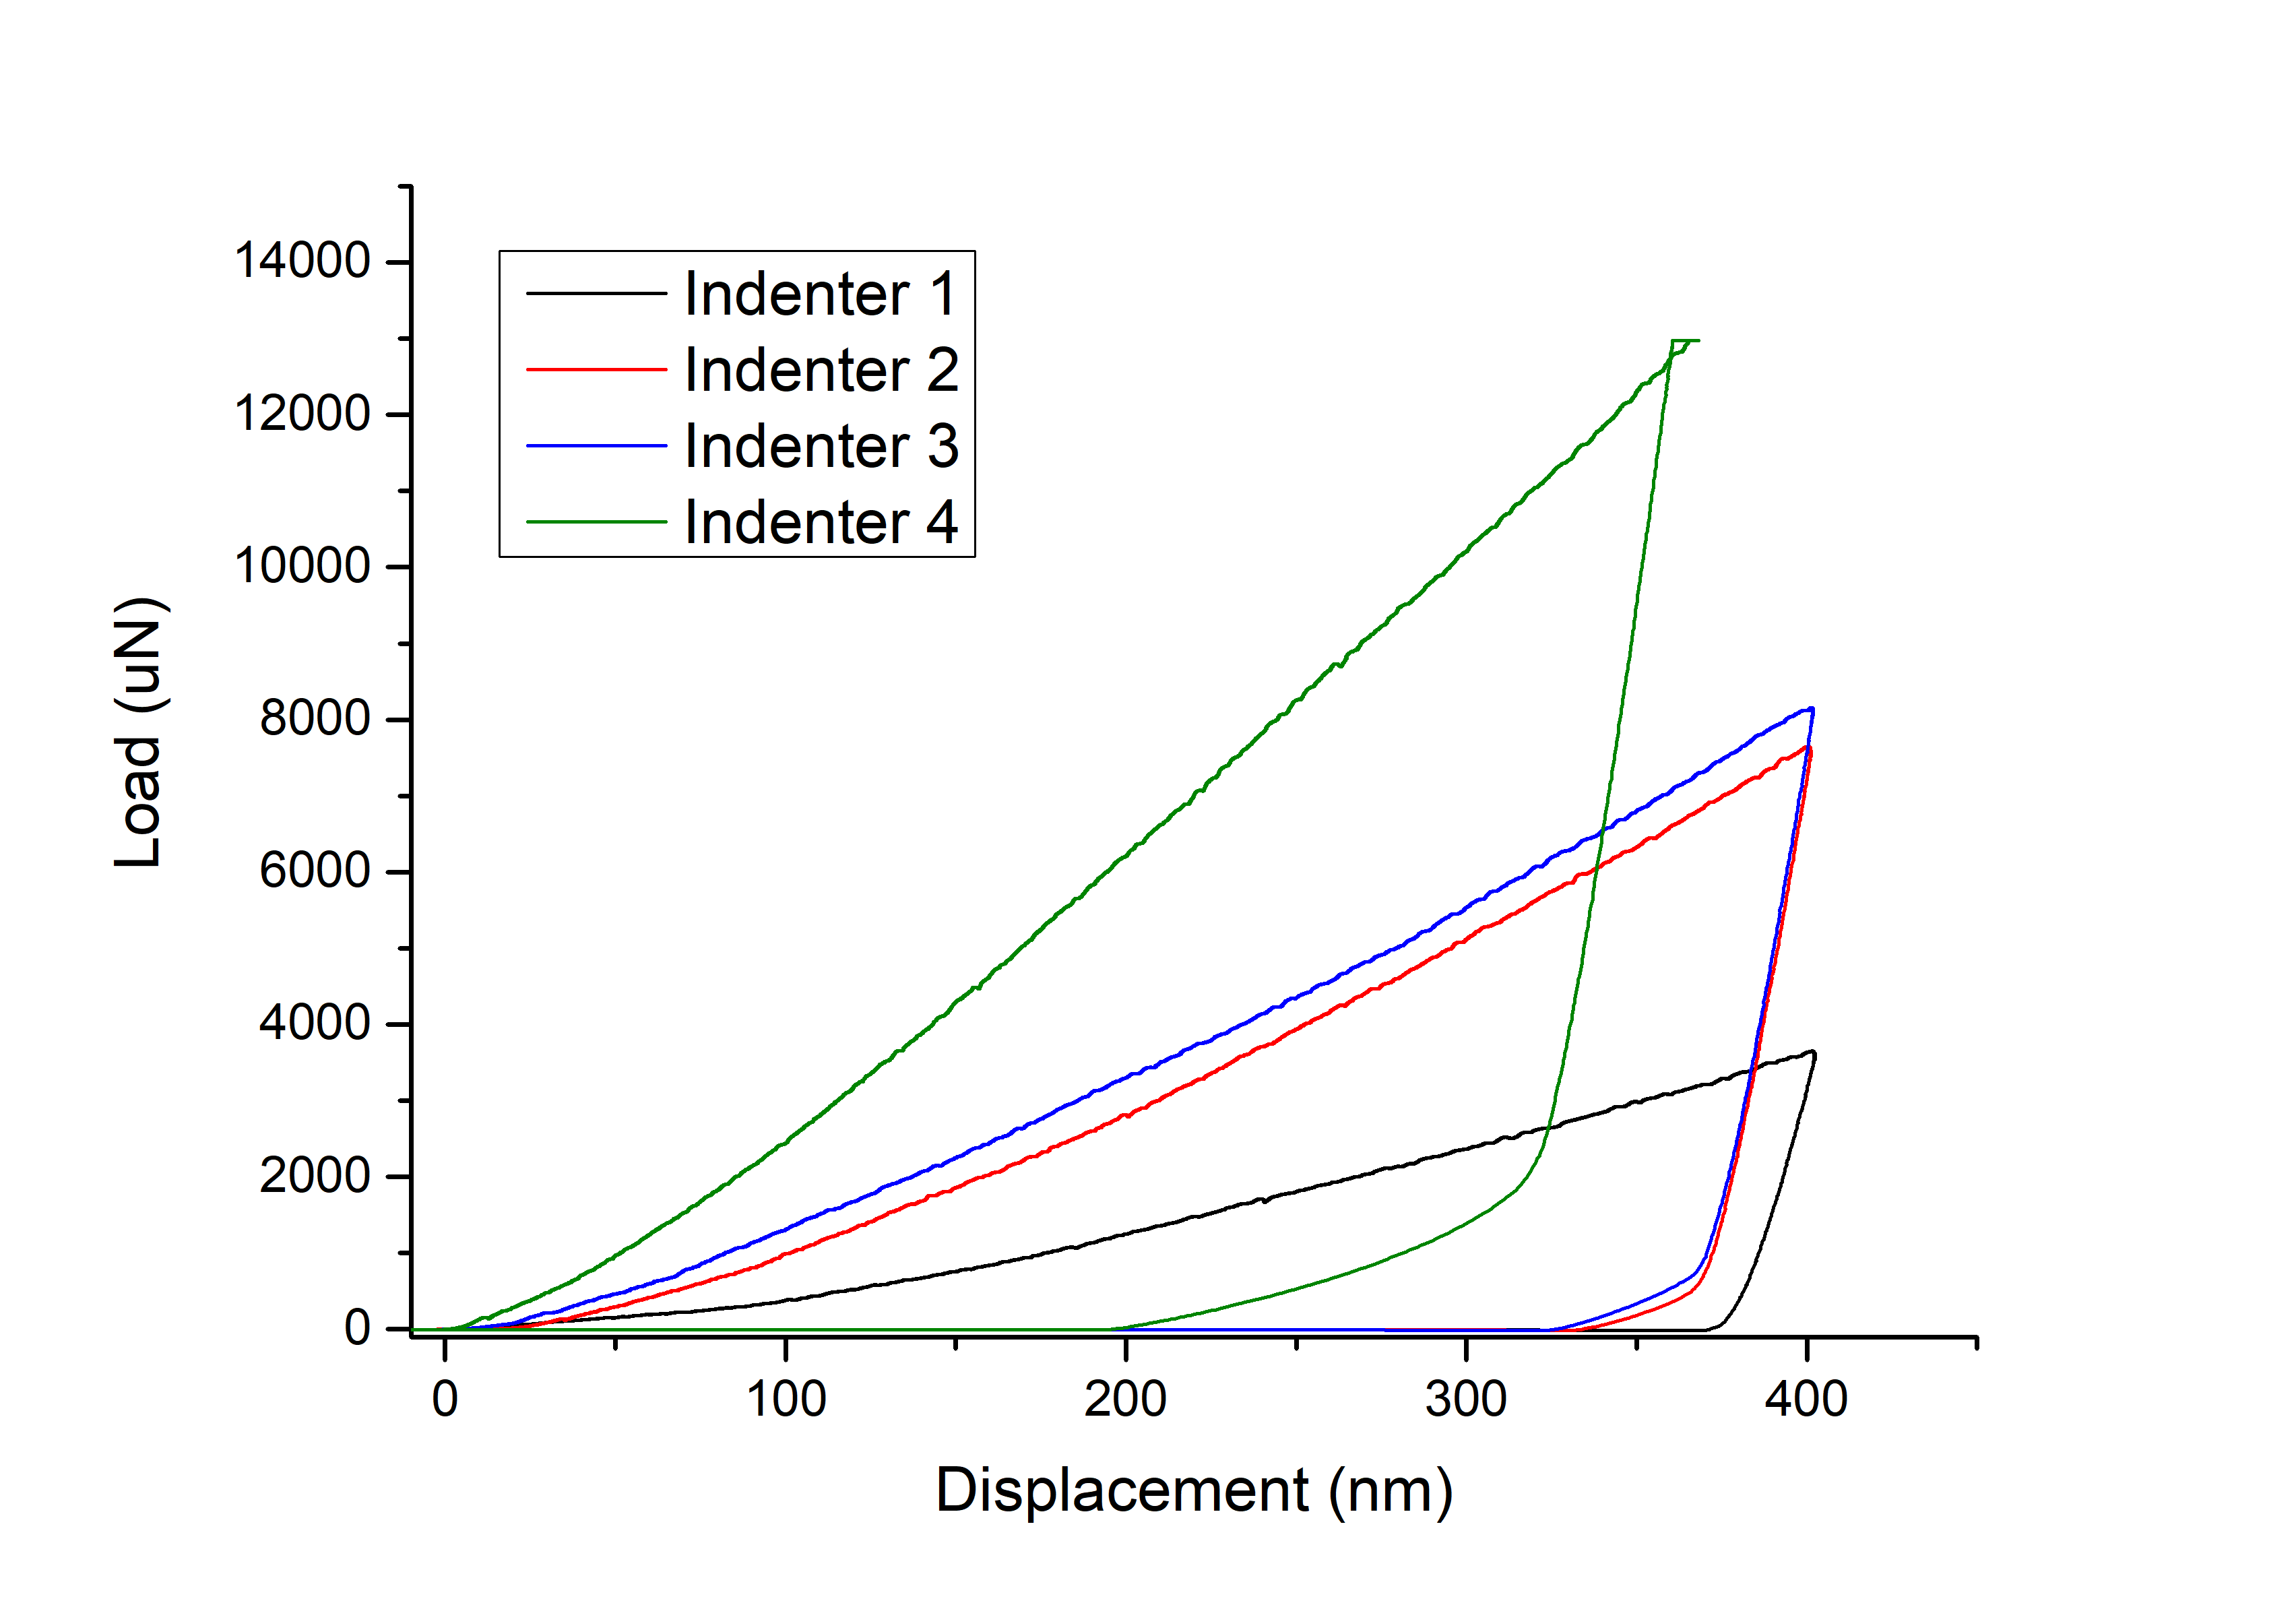 14000
12000
10000
8000
6000
4000
2000
0
Load (uN)
Indenter 1
Indenter 2
Indenter 3
Indenter 4
0 100 200 300 400
Displacement (nm)